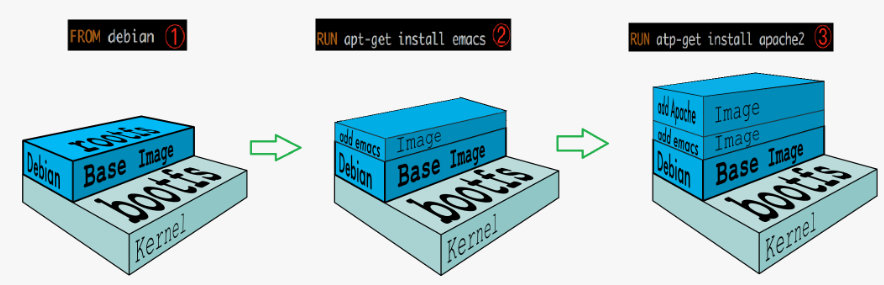 FROM debian ①
RUN apt-get install emacs ②
RUN atp-get install apache2 ③
rootfs
Debian
Base Image
bootfs
Kernel
add emacs
Image
Debian
Base Image
bootfs
Kernel
add Apache
Image
add emacs
Image
Debian
Base Image
bootfs
Kernel